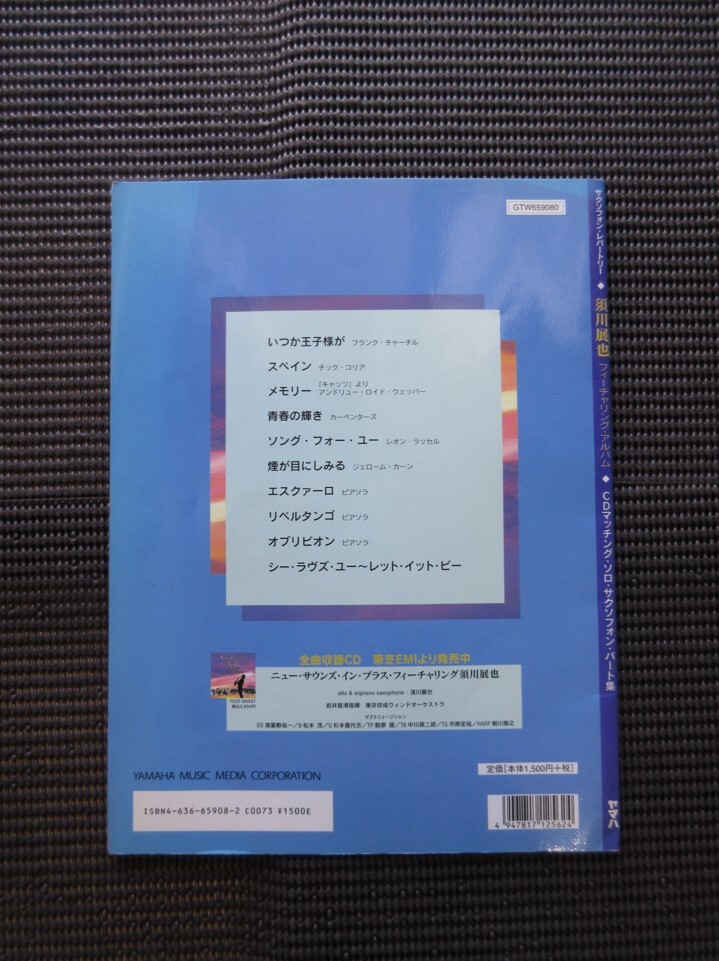 GTW659080
いつか王子様が フランク・チャーチル
スペイン チック・コリア
メモリー 「キャッツ」より
アンドリュー・ロイド・ウェッバー
青春の輝き カーペンターズ
ソング・フォー・ユー レオン・ラッセル
煙が目にしみる ジェローム・カーン
エスクァーロ ピアソラ
リベルタンゴ ピアソラ
オブリビオン ピアソラ
シー・ラヴズ・ユー〜レット・イット・ビー
全曲収録CD 東芝EMIより発売中
ニュー・サウンズ・イン・ブラス・フィーチャリング須川展也
alto & soprano saxophone：須川展也
岩井直溥指揮 東京佼成ウィンドオーケストラ
ゲストミュージシャン
YAMAHA MUSIC MEDIA CORPORATION
定価[本体1,500円+税]
ISBN4-636-65908-2 C0073 ¥1500E
4 947817 125624
サクソフォン・レパートリー ◆ 須川展也 フィーチャリング・アルバム ◆ CDマッチング・ソロ・サクソフォン・パート集
ヤマハ